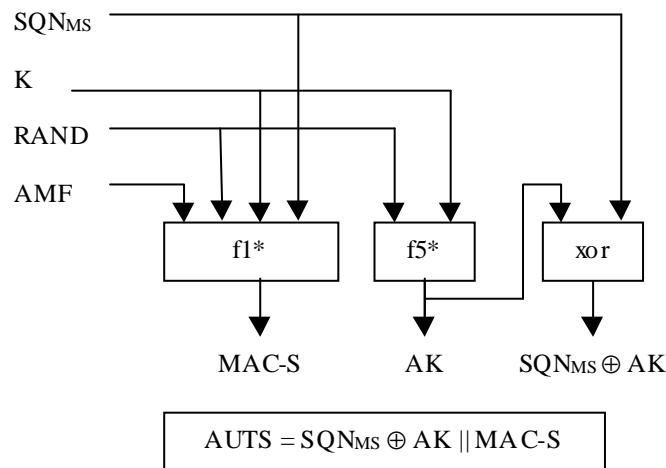 SQNMS
K
RAND
AMF
f1*
f5*
xor
MAC-S
AK
SQNMS ⊕ AK
AUTS = SQNMS ⊕ AK || MAC-S